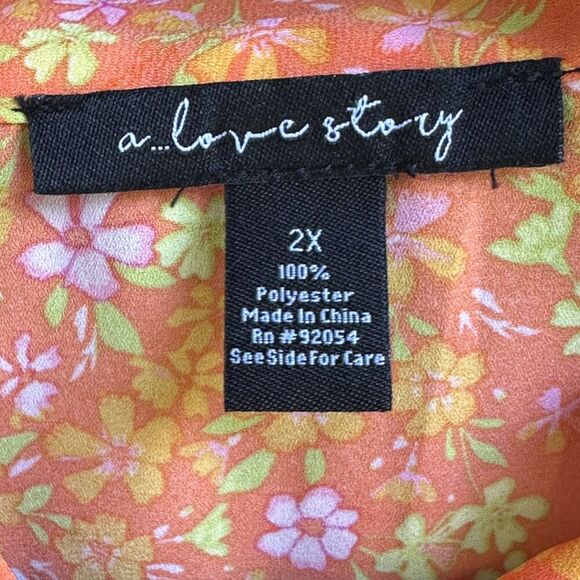 a...love story
2X
100%
Polyester
Made In China
Rn #92054
See Side For Care